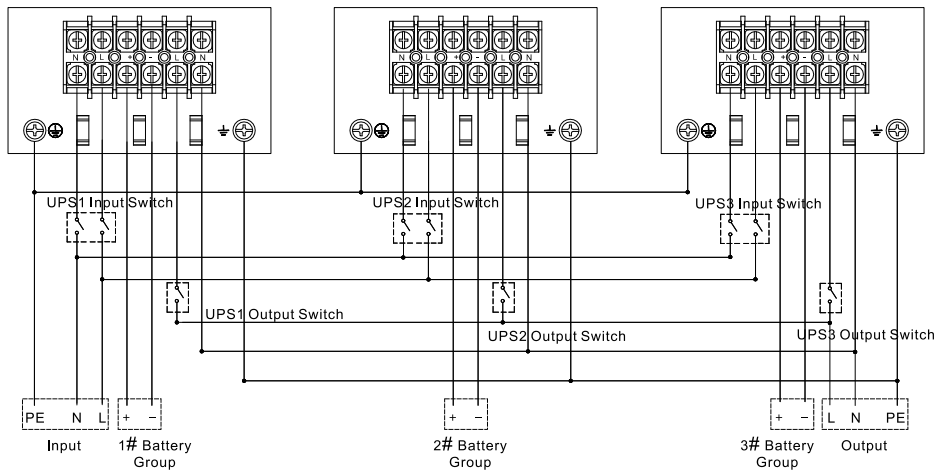 N L + - L N
N L + - L N
N L + - L N
UPS1 Input Switch
UPS2 Input Switch
UPS3 Input Switch
UPS1 Output Switch
UPS2 Output Switch
UPS3 Output Switch
PE N L + −
+ −
+ − L N PE
Input
1# Battery
Group
2# Battery
Group
3# Battery
Group
Output